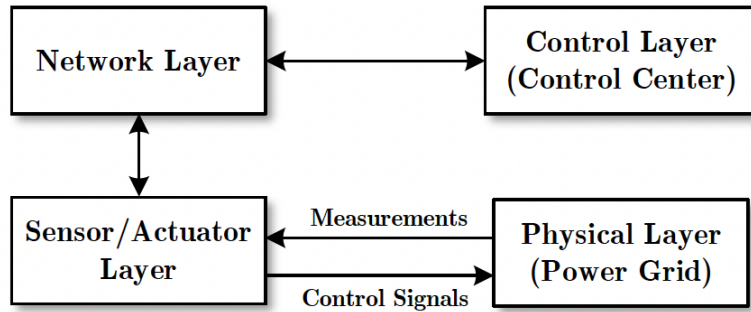 Network Layer
Control Layer
(Control Center)
Sensor/Actuator
Layer
Measurements
Control Signals
Physical Layer
(Power Grid)